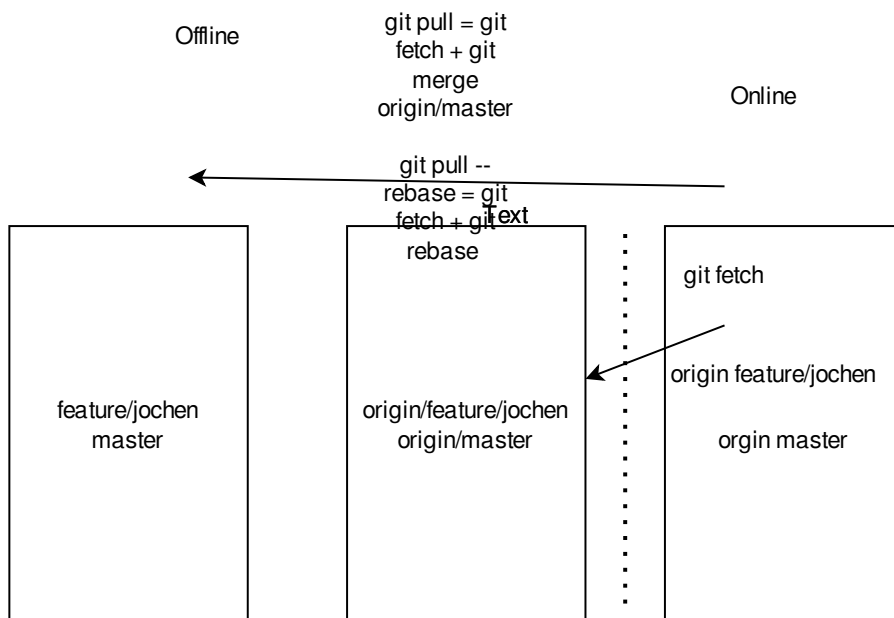 Offline
git pull = git
fetch + git
merge
origin/master
Online
git pull --
rebase = git
fetch + git
rebase
Text
git fetch
feature/jochen
master
origin/feature/jochen
origin/master
origin feature/jochen
orgin master